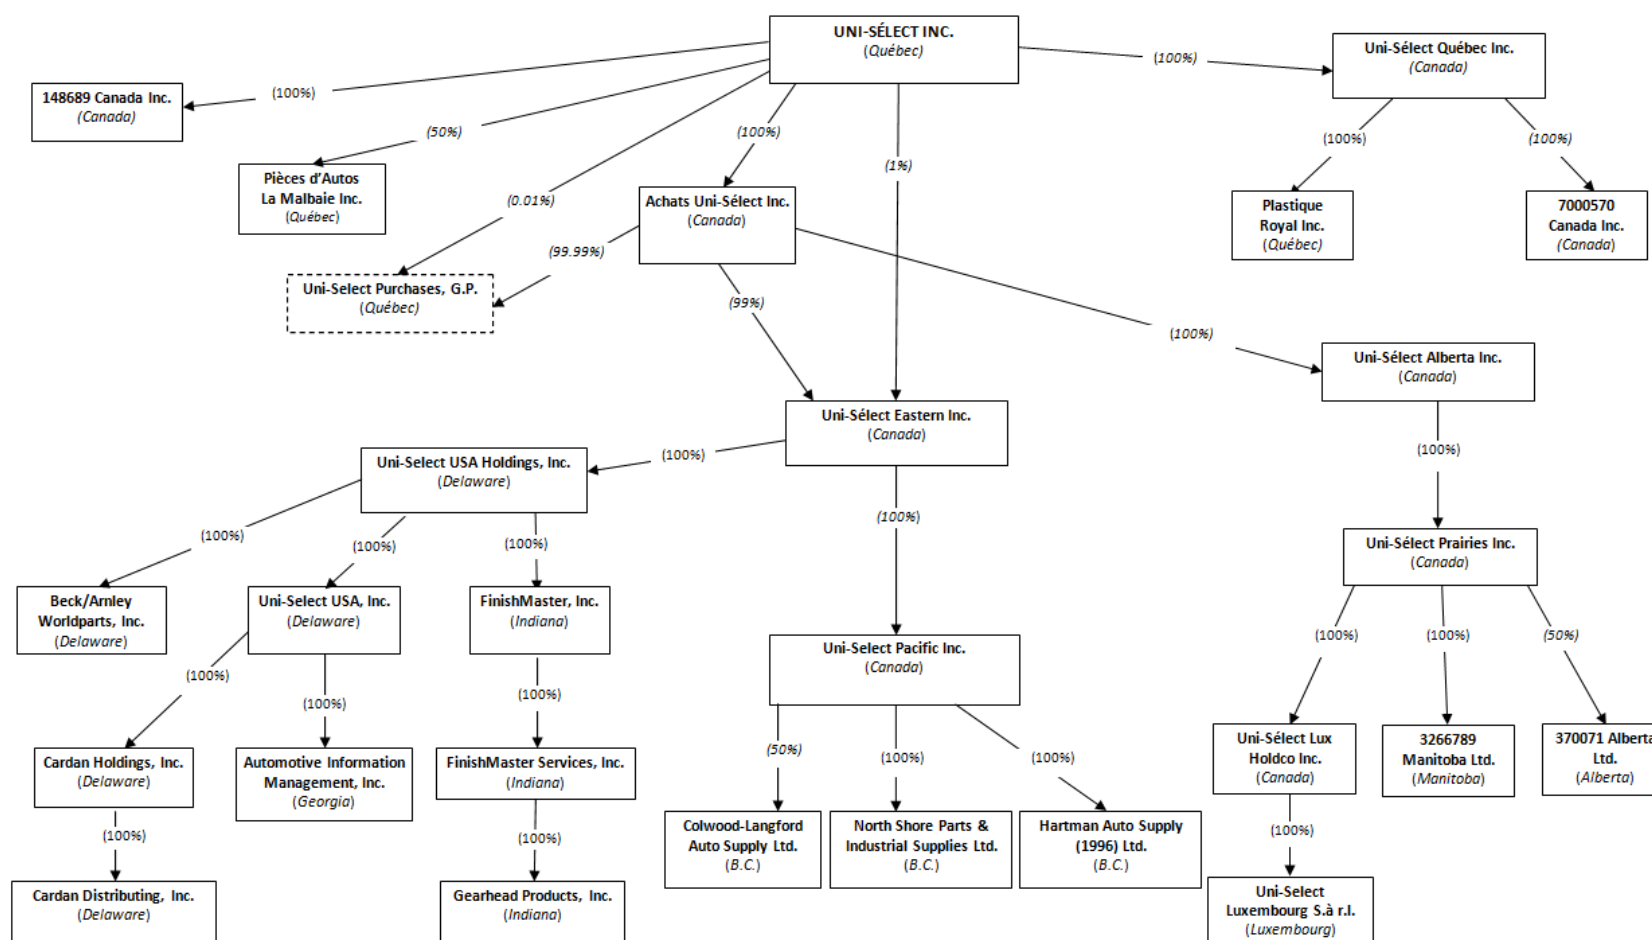 UNI-SÉLECT INC.
(Québec)
(100%)
Uni-Sélect Québec Inc.
(Canada)
(100%)
148689 Canada Inc.
(Canada)
(50%)
Pièces d'Autos
La Malbaie Inc.
(Québec)
(0.01%)
(100%)
(1%)
(100%)
(100%)
Achats Uni-Sélect Inc.
(Canada)
Plastique
Royal Inc.
(Québec)
7000570
Canada Inc.
(Canada)
(99.99%)
Uni-Select Purchases, G.P.
(Québec)
(99%)
(100%)
Uni-Sélect Alberta Inc.
(Canada)
Uni-Sélect Eastern Inc.
(Canada)
(100%)
(100%)
Uni-Select USA Holdings, Inc.
(Delaware)
(100%)
(100%)
(100%)
(100%)
Uni-Sélect Prairies Inc.
(Canada)
Beck/Arnley
Worldparts, Inc.
(Delaware)
Uni-Select USA, Inc.
(Delaware)
FinishMaster, Inc.
(Indiana)
Uni-Select Pacific Inc.
(Canada)
(100%)
(100%)
(50%)
(100%)
(100%)
(100%)
Cardan Holdings, Inc.
(Delaware)
Automotive Information
Management, Inc.
(Georgia)
FinishMaster Services, Inc.
(Indiana)
(50%)
(100%)
(100%)
Uni-Sélect Lux
Holdco Inc.
(Canada)
3266789
Manitoba Ltd.
(Manitoba)
370071 Alberta
Ltd.
(Alberta)
(100%)
(100%)
Colwood-Langford
Auto Supply Ltd.
(B.C.)
North Shore Parts &
Industrial Supplies Ltd.
(B.C.)
Hartman Auto Supply
(1996) Ltd.
(B.C.)
(100%)
Cardan Distributing, Inc.
(Delaware)
Gearhead Products, Inc.
(Indiana)
Uni-Select
Luxembourg S.à r.l.
(Luxembourg)